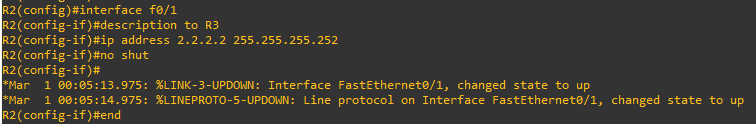 R2(config)#interface f0/1
R2(config-if)#description to R3
R2(config-if)#ip address 2.2.2.2 255.255.255.252
R2(config-if)#no shut
R2(config-if)#
*Mar  1 00:05:13.975: %LINK-3-UPDOWN: Interface FastEthernet0/1, changed state to up
*Mar  1 00:05:14.975: %LINEPROTO-5-UPDOWN: Line protocol on Interface FastEthernet0/1, changed state to up
R2(config-if)#end